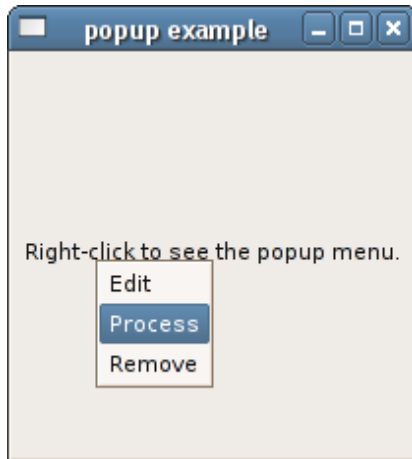 popup example
Right-click to see the popup menu.
Edit
Process
Remove